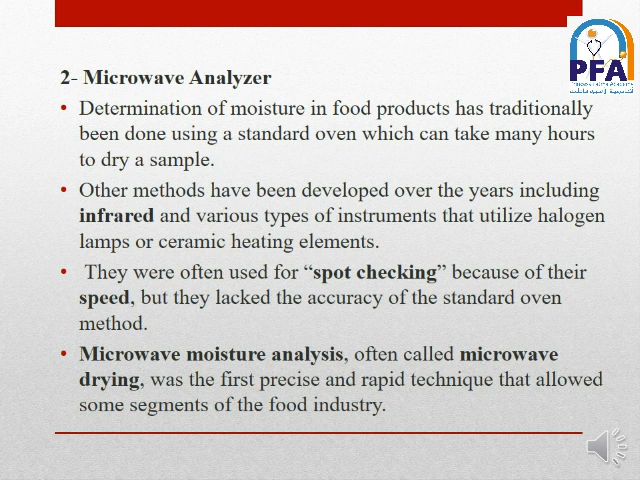 PFA
2- Microwave Analyzer
• Determination of moisture in food products has traditionally
been done using a standard oven which can take many hours
to dry a sample.
• Other methods have been developed over the years including
infrared and various types of instruments that utilize halogen
lamps or ceramic heating elements.
• They were often used for “spot checking” because of their
speed, but they lacked the accuracy of the standard oven
method.
• Microwave moisture analysis, often called microwave
drying, was the first precise and rapid technique that allowed
some segments of the food industry.